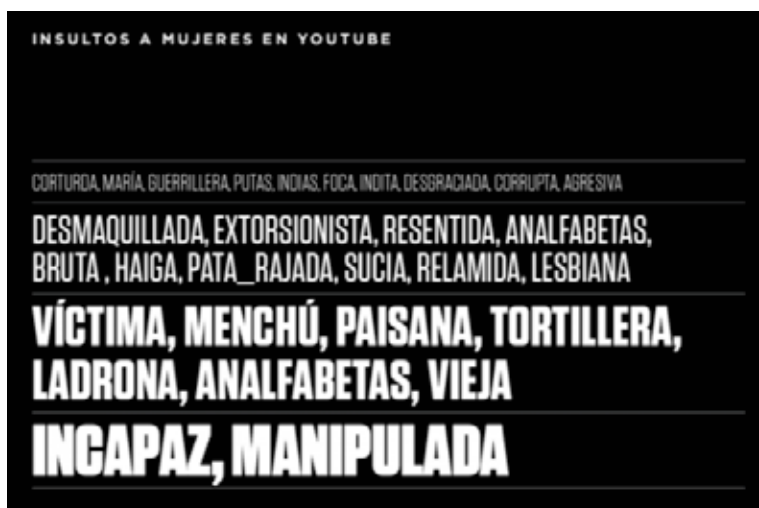 INSULTOS A MUJERES EN YOUTUBE
CORTURDA, MARÍA, GUERRILLERA, PUTAS, INDIAS, FOCA, INDITA, DESGRACIADA, CORRUPTA, AGRESIVA
DESMAQUILLADA, EXTORSIONISTA, RESENTIDA, ANALFABETAS,
BRUTA , HAIGA, PATA_RAJADA, SUCIA, RELAMIDA, LESBIANA
VÍCTIMA, MENCHÚ, PAISANA, TORTILLERA,
LADRONA, ANALFABETAS, VIEJA
INCAPAZ, MANIPULADA